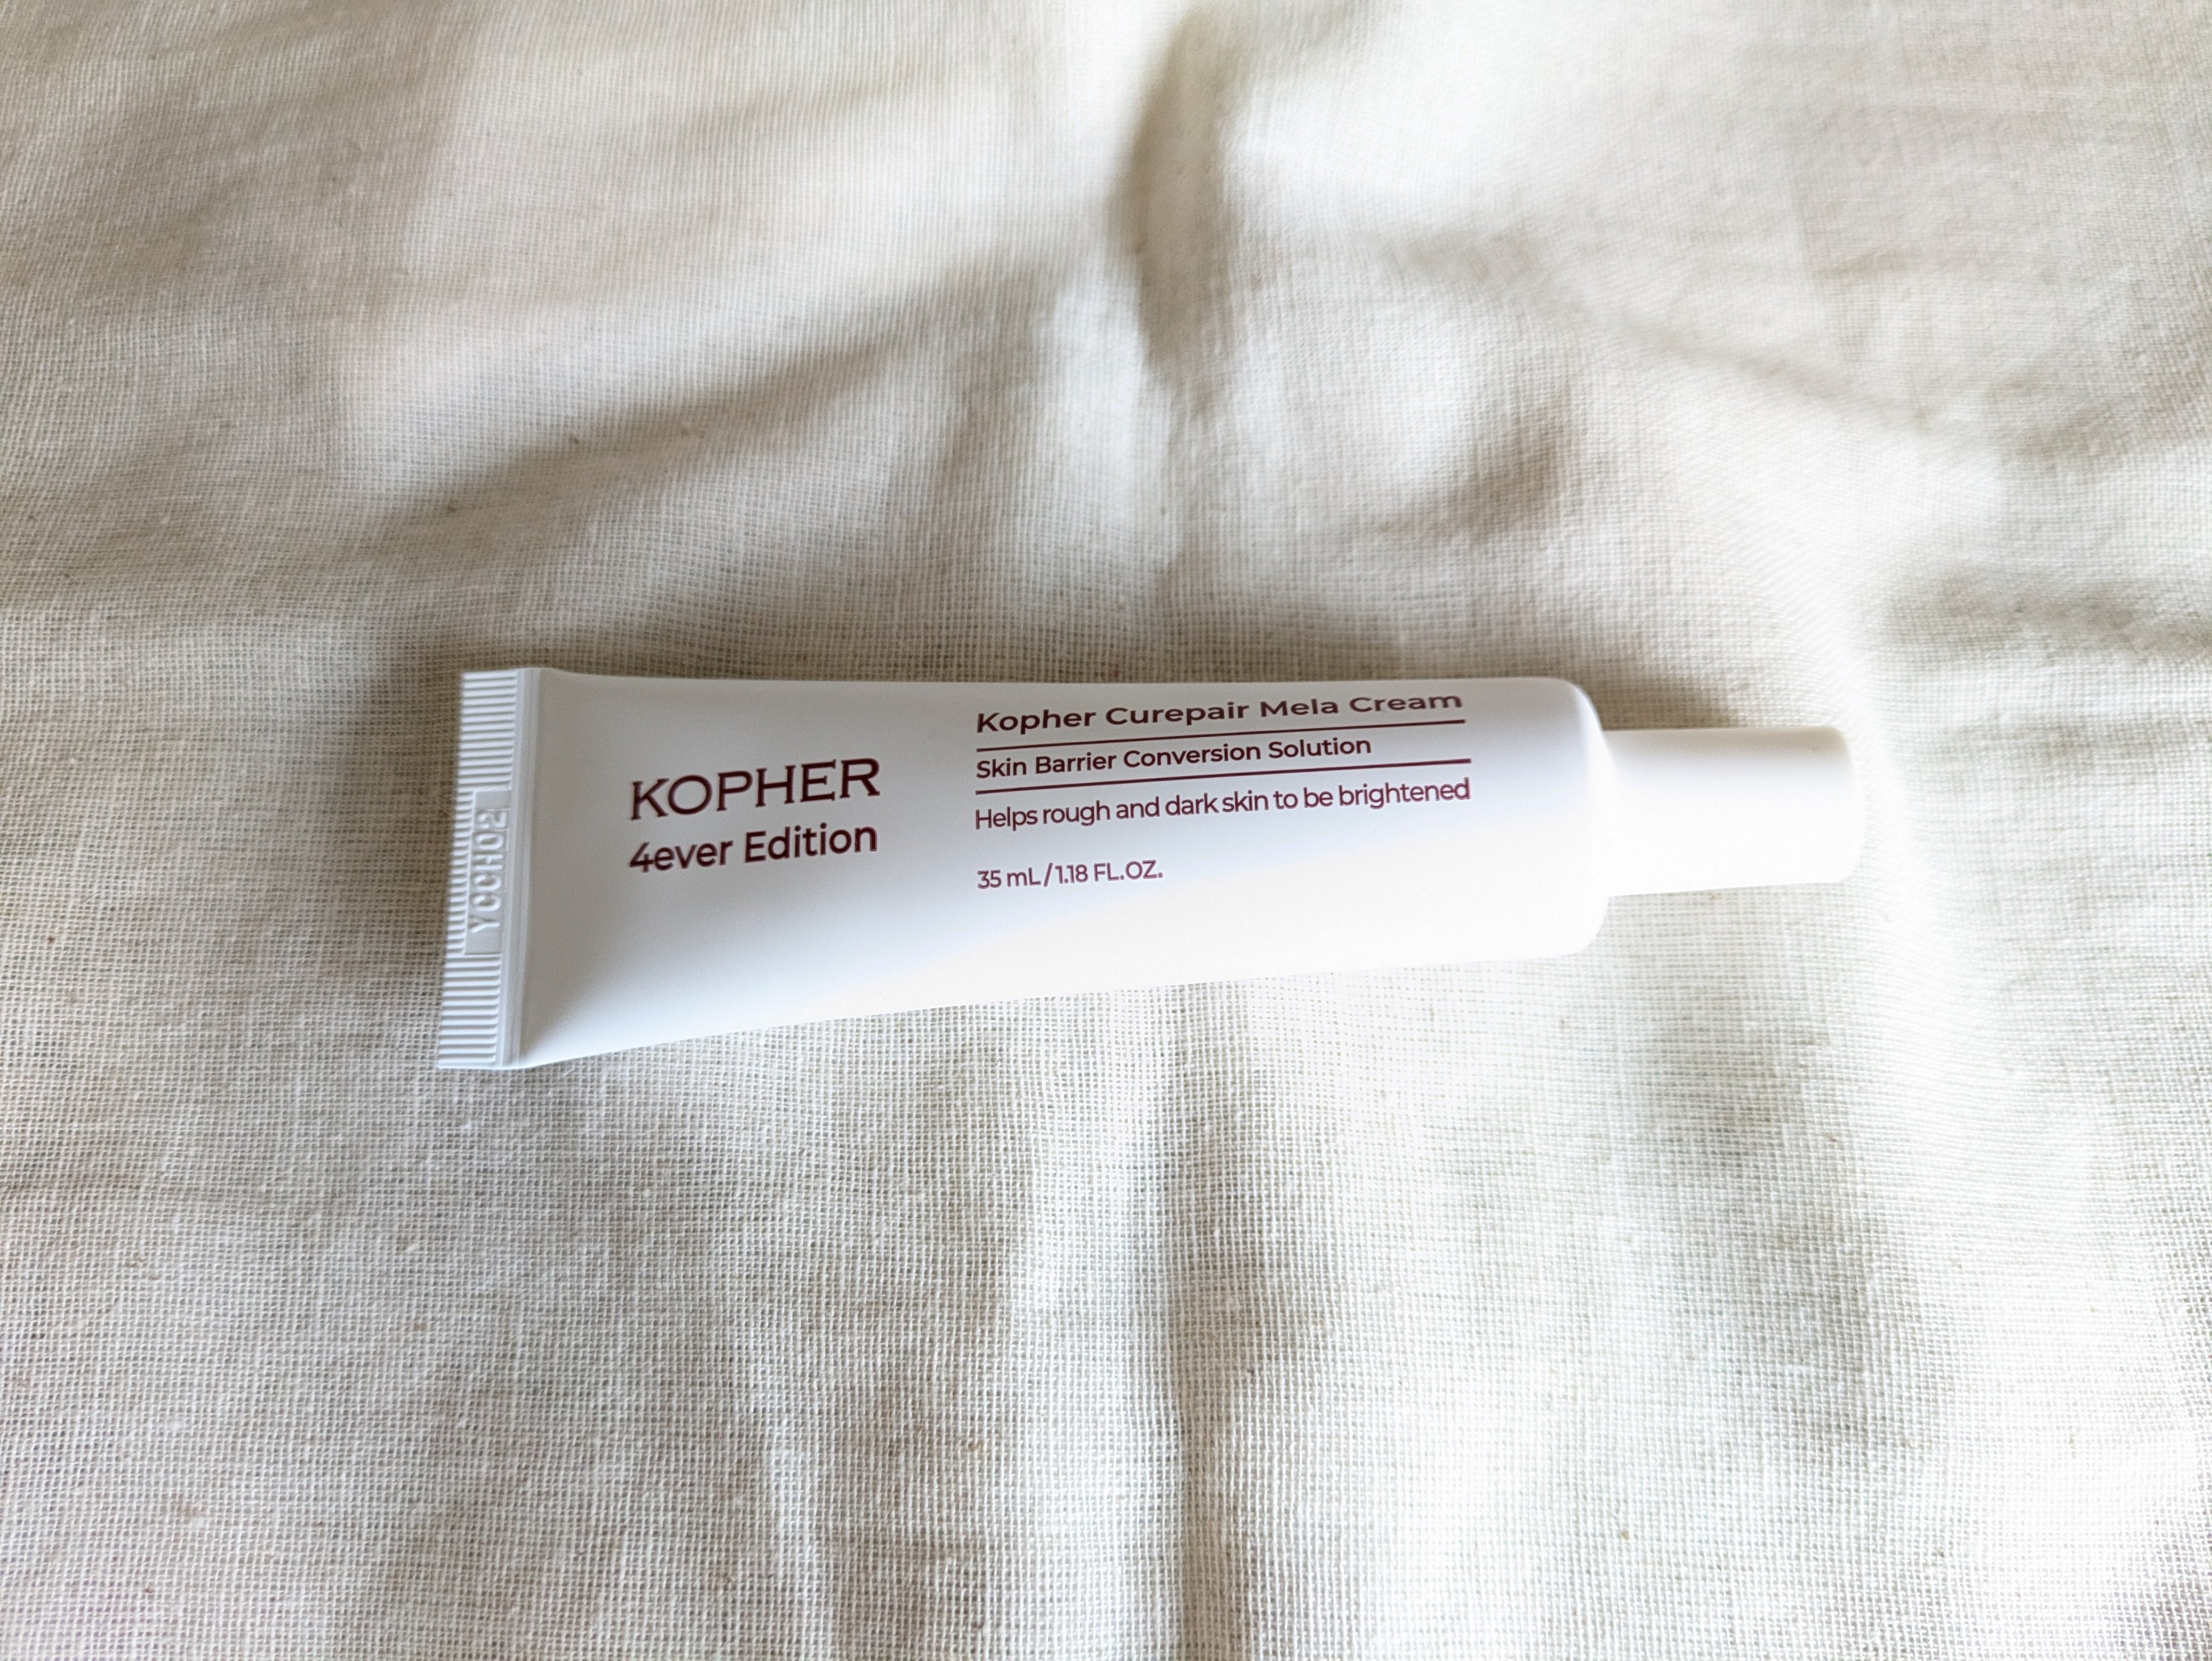 KOPHER
4ever Edition
Kopher Curepair Mela Cream
Skin Barrier Conversion Solution
Helps rough and dark skin to be brightened
35 mL/1.18 FL.OZ.
YCCH02